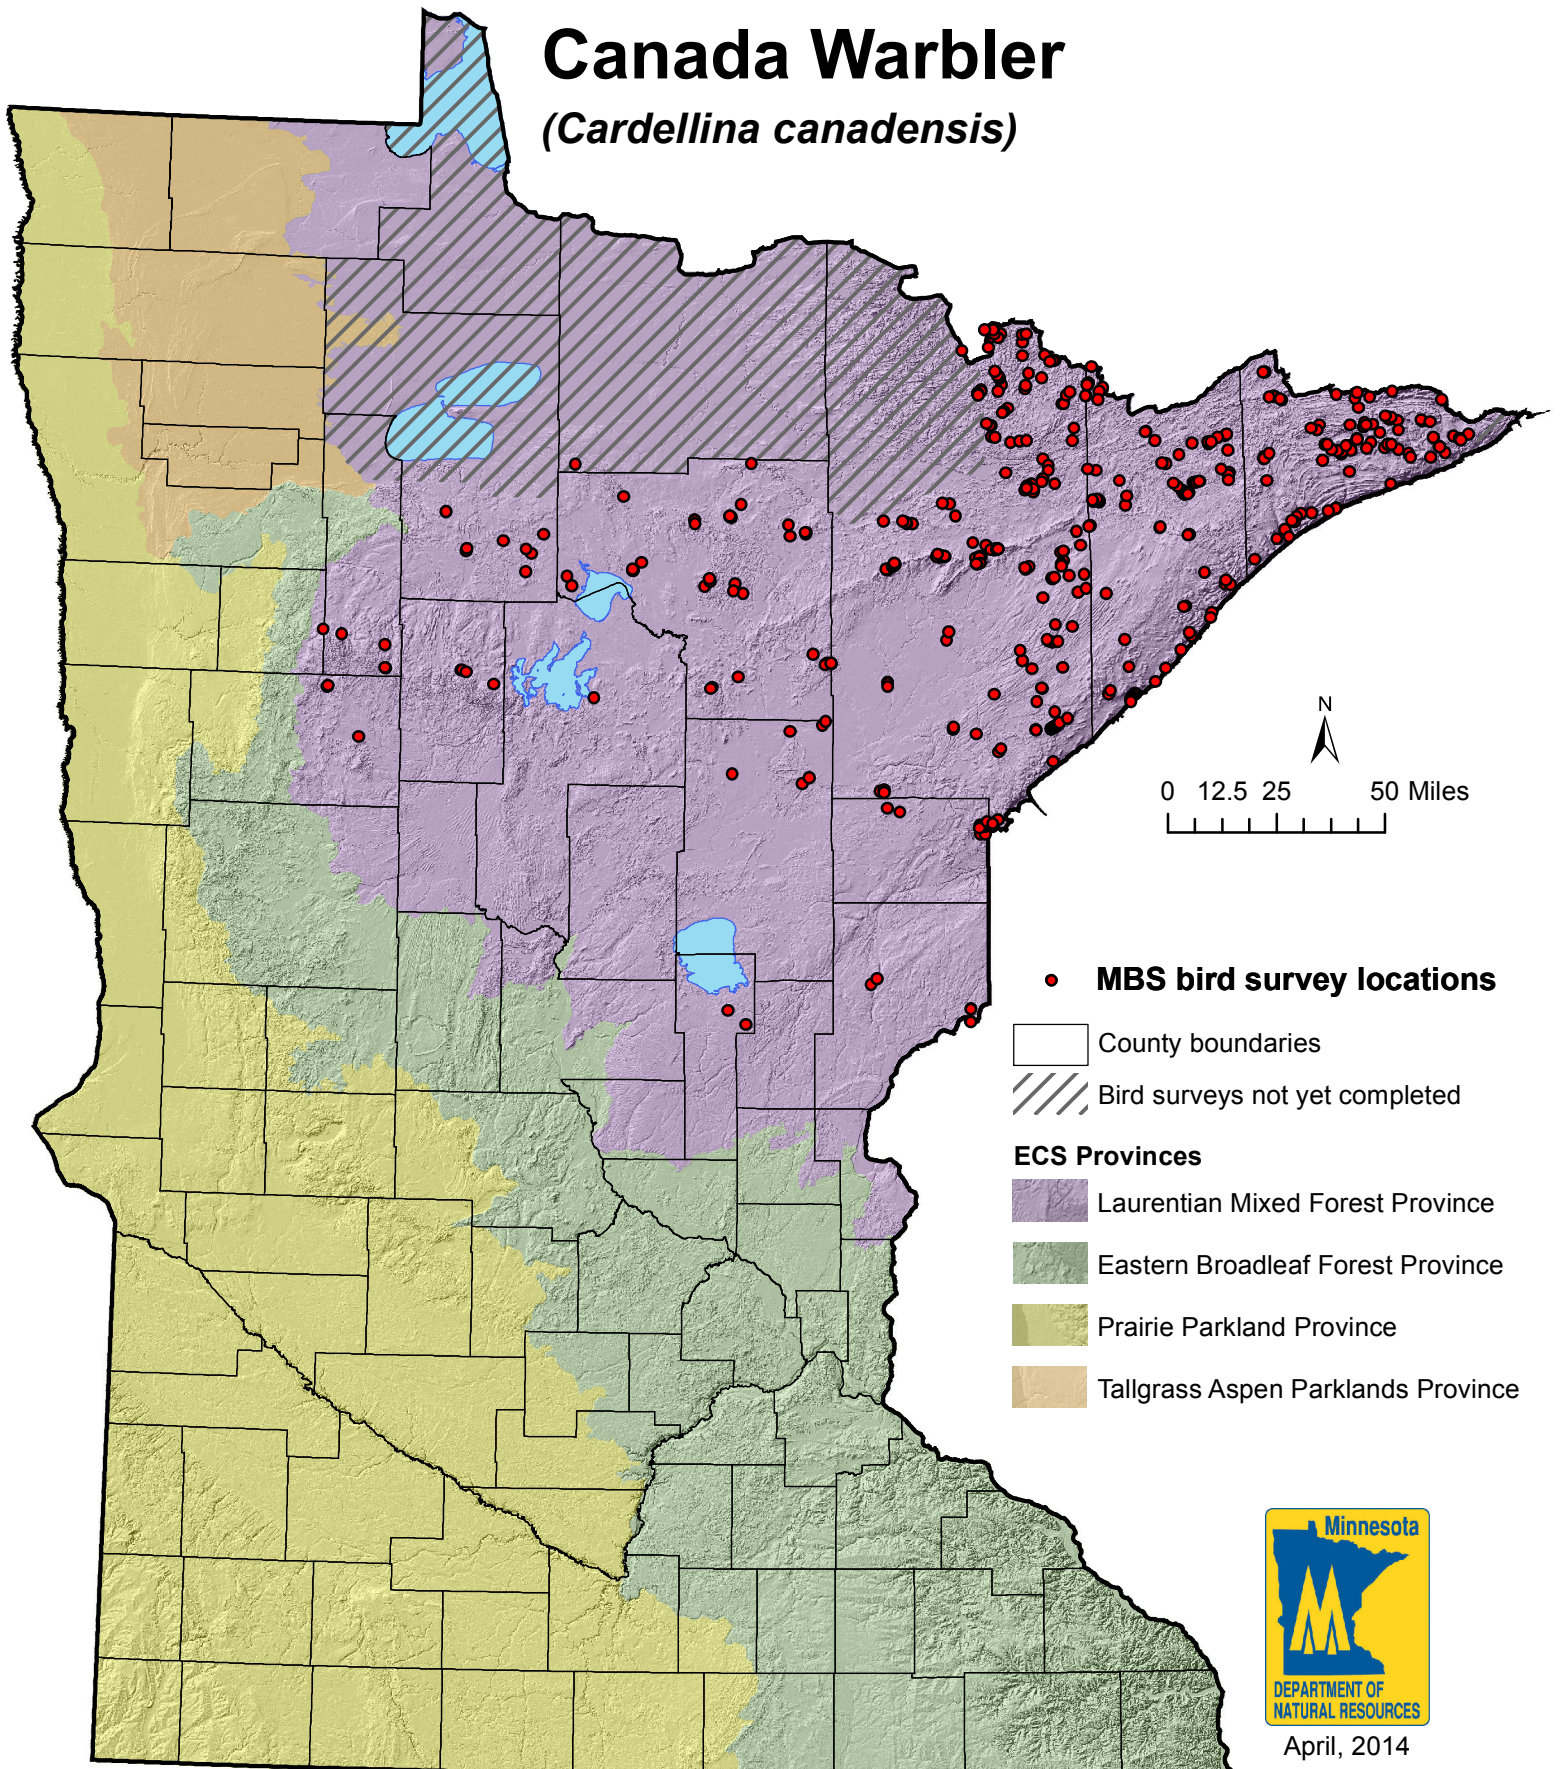 Canada Warbler
(Cardellina canadensis)
N
0 12.5 25 50 Miles
MBS bird survey locations
County boundaries
Bird surveys not yet completed
ECS Provinces
Laurentian Mixed Forest Province
Eastern Broadleaf Forest Province
Prairie Parkland Province
Tallgrass Aspen Parklands Province
Minnesota
DEPARTMENT OF
NATURAL RESOURCES
April, 2014